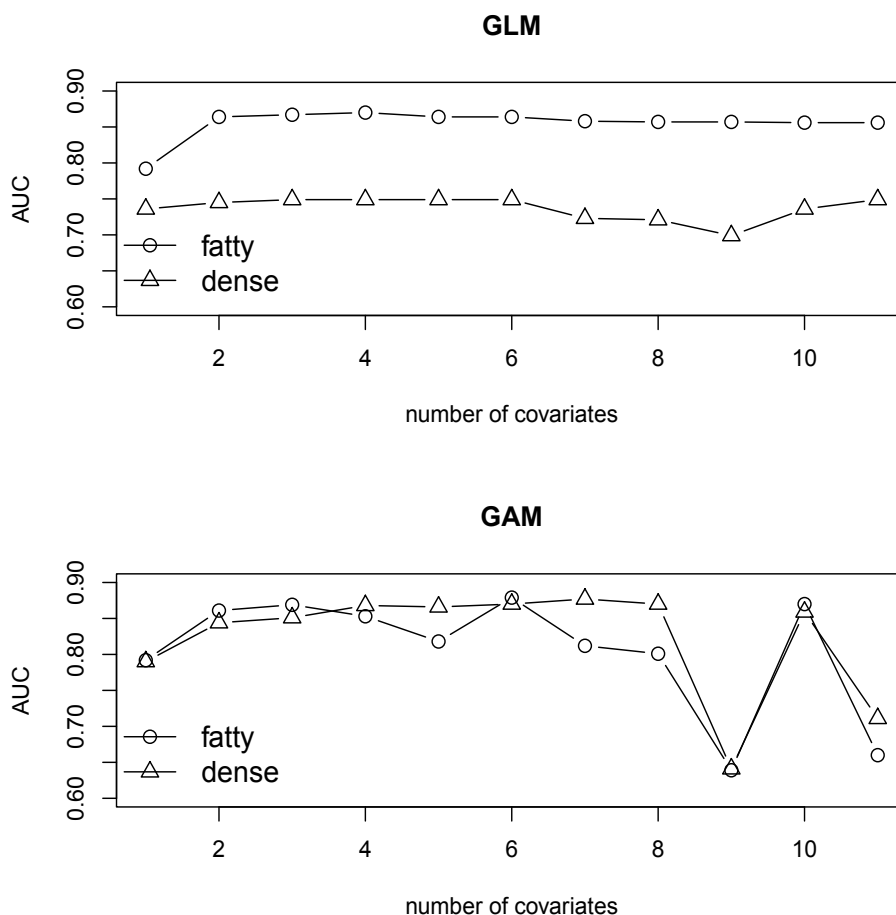 GLM
AUC
0.90
0.80
0.70
0.60
fatty
dense
2 4 6 8 10
number of covariates
GAM
AUC
0.90
0.80
0.70
0.60
fatty
dense
2 4 6 8 10
number of covariates